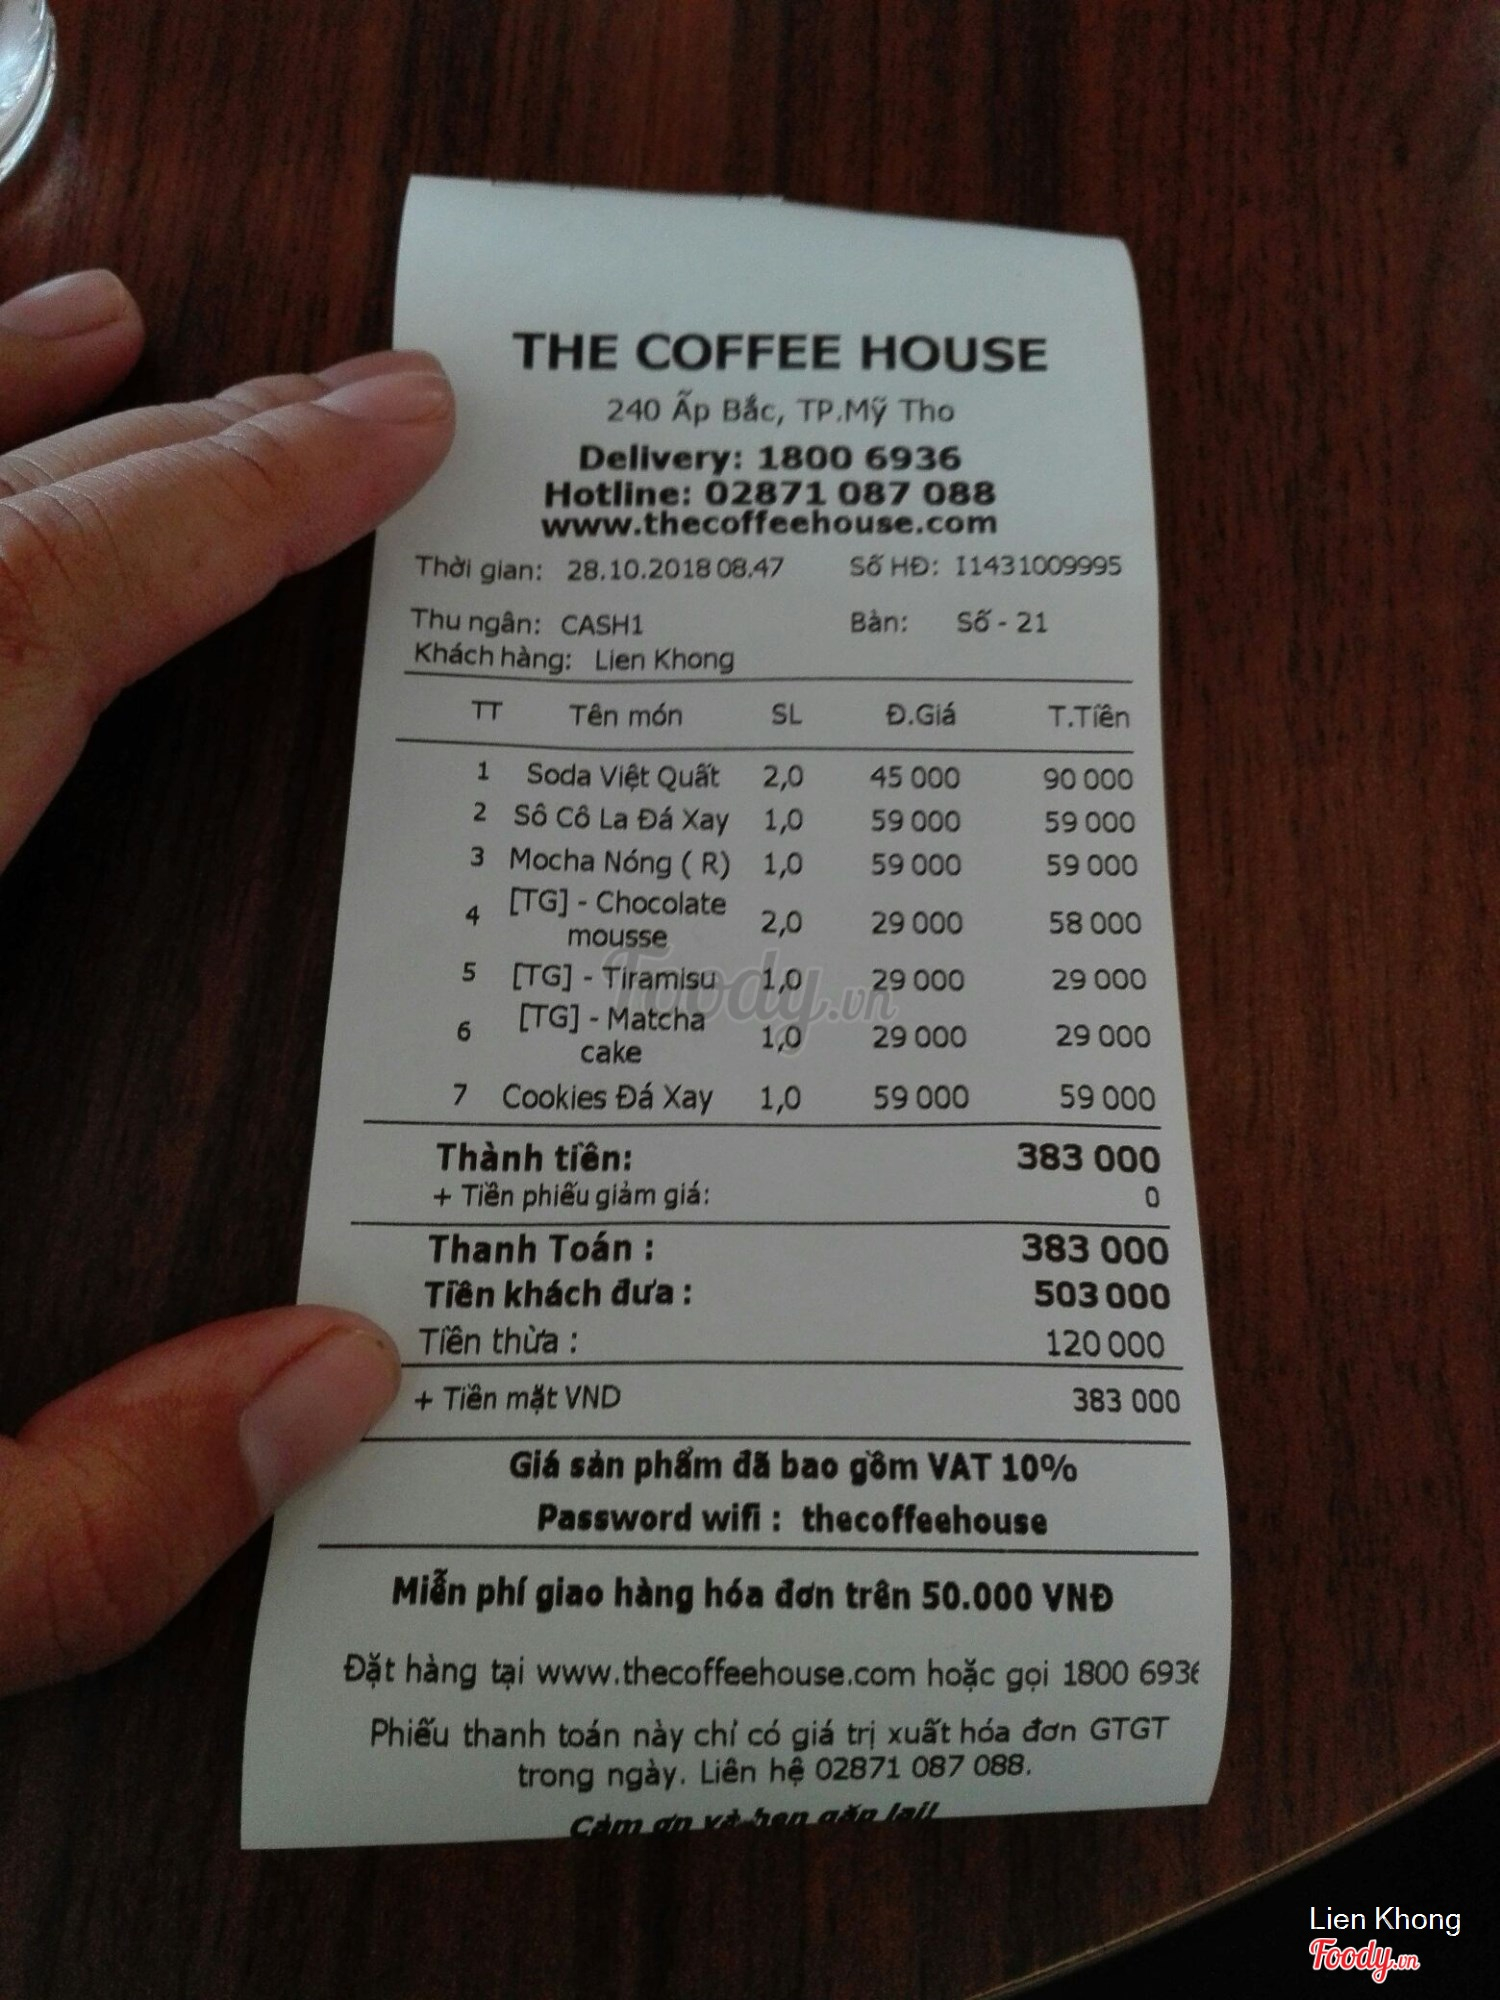 THE COFFEE HOUSE
240 Ấp Bắc, TP.Mỹ Tho
Delivery: 1800 6936
Hotline: 02871 087 088
www.thecoffeehouse.com
Thời gian: 28.10.2018 08.47 Số HĐ: I1431009995
Thu ngân: CASH1 Bàn: Số - 21
Khách hàng: Lien Khong
TT Tên món SL Đ.Giá T.Tiền
1 Soda Việt Quất 2,0 45 000 90 000
2 Sô Cô La Đá Xay 1,0 59 000 59 000
3 Mocha Nóng ( R) 1,0 59 000 59 000
4 [TG] - Chocolate mousse 2,0 29 000 58 000
5 [TG] - Tiramisu 1,0 29 000 29 000
6 [TG] - Matcha cake 1,0 29 000 29 000
7 Cookies Đá Xay 1,0 59 000 59 000
Foody.vn
Thành tiền: 383 000
+ Tiền phiếu giảm giá: 0
Thanh Toán : 383 000
Tiền khách đưa : 503 000
Tiền thừa : 120 000
+ Tiền mặt VND 383 000
Giá sản phẩm đã bao gồm VAT 10%
Password wifi : thecoffeehouse
Miễn phí giao hàng hóa đơn trên 50.000 VNĐ
Đặt hàng tại www.thecoffeehouse.com hoặc gọi 1800 6936
Phiếu thanh toán này chỉ có giá trị xuất hóa đơn GTGT
trong ngày. Liên hệ 02871 087 088.
Cảm ơn và hẹn gặp lại!
Lien Khong
Foody.vn